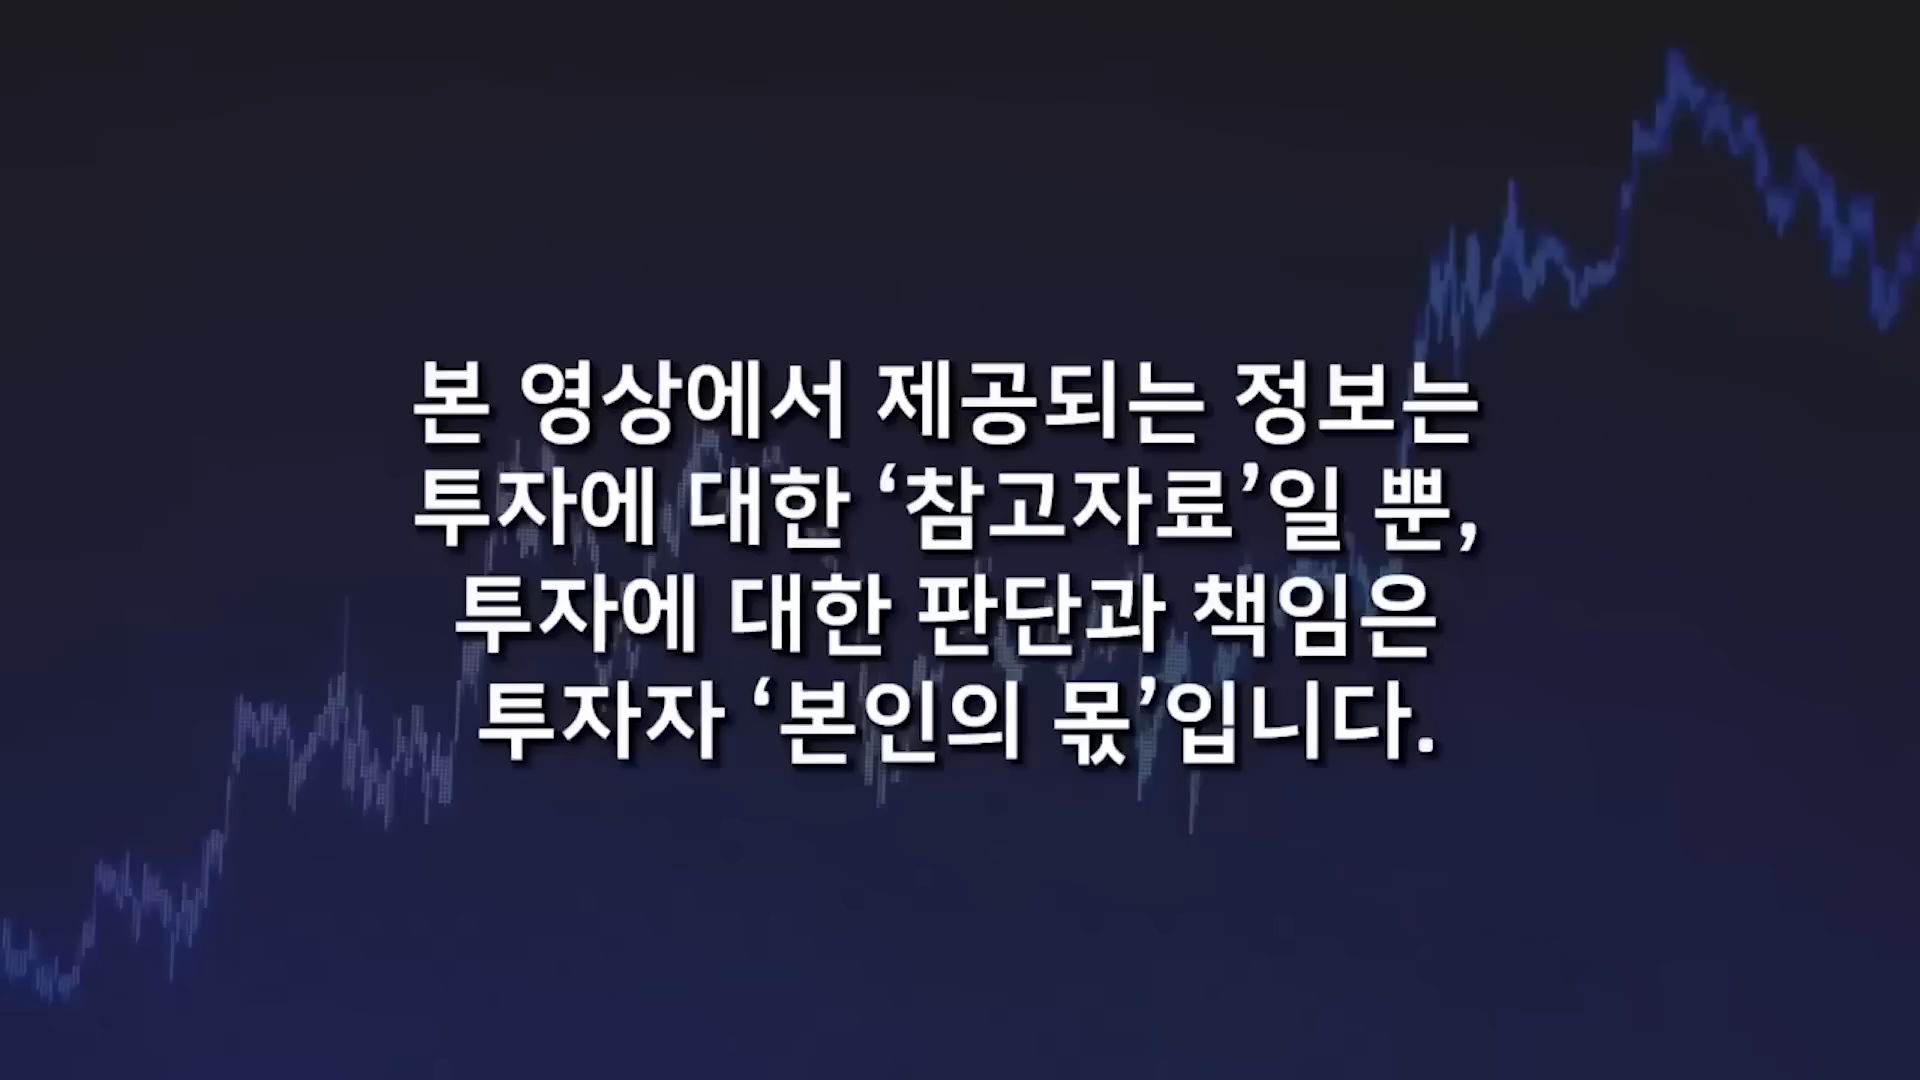 본 영상에서 제공되는 정보는
투자에 대한 ‘참고자료’일 뿐,
투자에 대한 판단과 책임은
투자자 ‘본인의 몫’입니다.